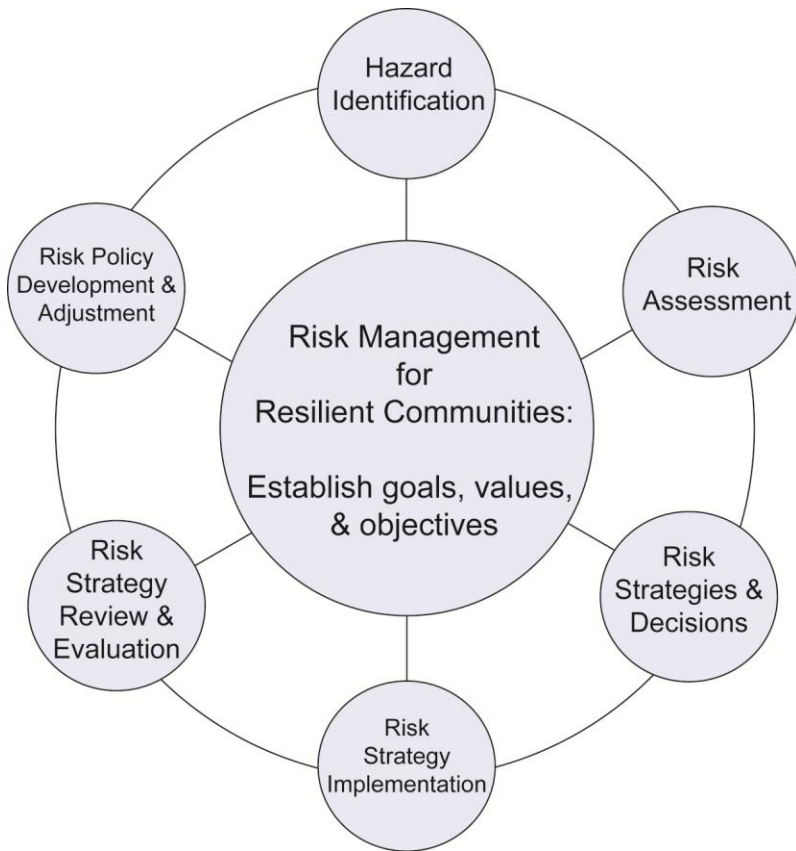 Hazard
Identification
Risk
Assessment
Risk
Strategies &
Decisions
Risk
Strategy
Implementation
Risk
Strategy
Review &
Evaluation
Risk Policy
Development &
Adjustment
Risk Management
for
Resilient Communities:
Establish goals, values,
& objectives